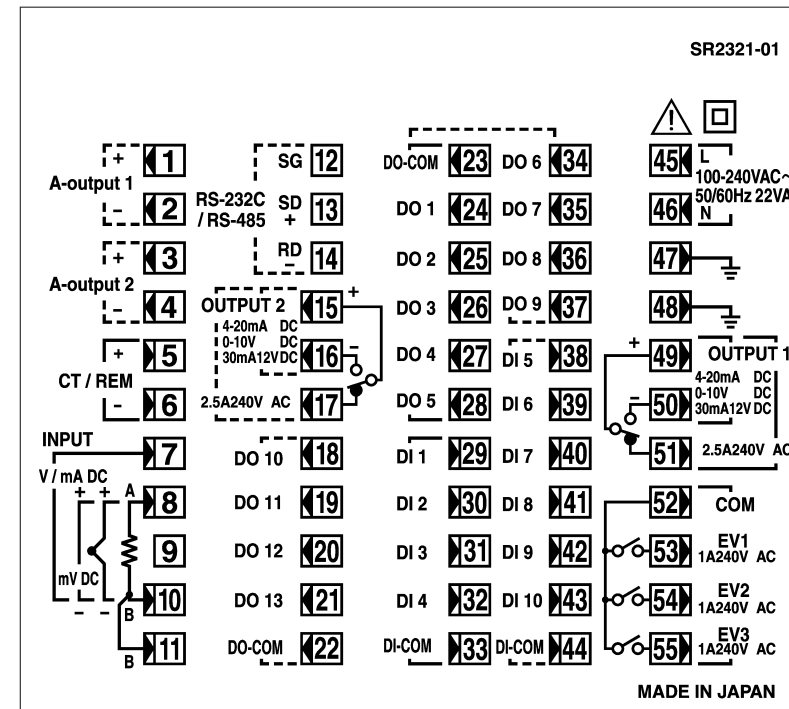 SR2321-01
A-output 1
+ 1
- 2
A-output 2
+ 3
- 4
CT / REM
+ 5
- 6
INPUT
V / mA DC
mV DC
+ + A
- - B
B
7
8
9
10
11
RS-232C
/ RS-485
SG 12
SD + 13
RD - 14
OUTPUT 2
4-20mA DC
0-10V DC
30mA12V DC
2.5A240V AC
15 +
16 -
17
DO 10 18
DO 11 19
DO 12 20
DO 13 21
DO-COM 22
DO-COM 23
DO 1 24
DO 2 25
DO 3 26
DO 4 27
DO 5 28
DI 1 29
DI 2 30
DI 3 31
DI 4 32
DI-COM 33
DO 6 34
DO 7 35
DO 8 36
DO 9 37
DI 5 38
DI 6 39
DI 7 40
DI 8 41
DI 9 42
DI 10 43
DI-COM 44
!
45 L
100-240VAC~
50/60Hz 22VA
46 N
47
48
+ 49
- 50
51
OUTPUT 1
4-20mA DC
0-10V DC
30mA12V DC
2.5A240V AC
52 COM
53 EV1
1A240V AC
54 EV2
1A240V AC
55 EV3
1A240V AC
MADE IN JAPAN